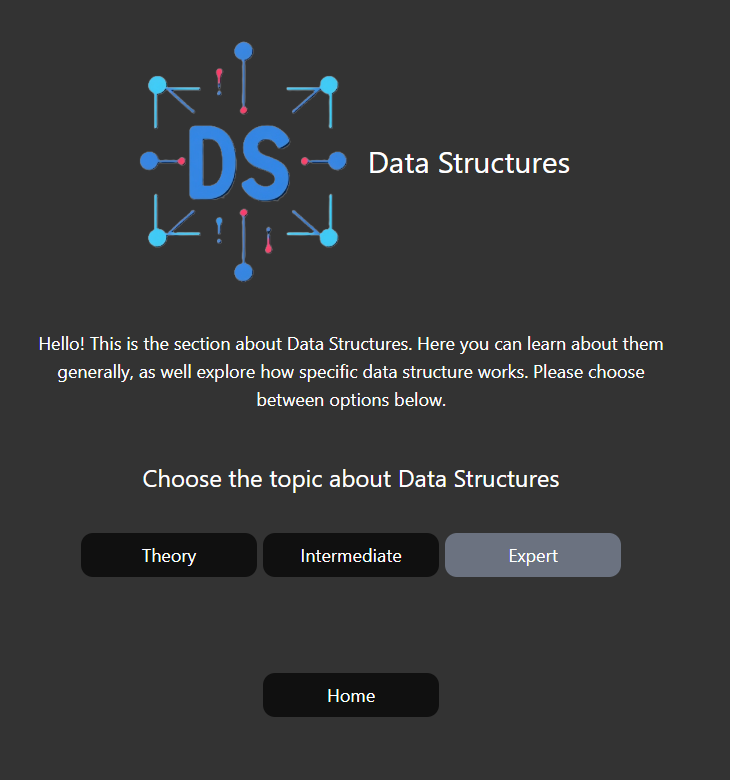 DS
Data Structures
Hello! This is the section about Data Structures. Here you can learn about them
generally, as well explore how specific data structure works. Please choose
between options below.
Choose the topic about Data Structures
Theory
Intermediate
Expert
Home